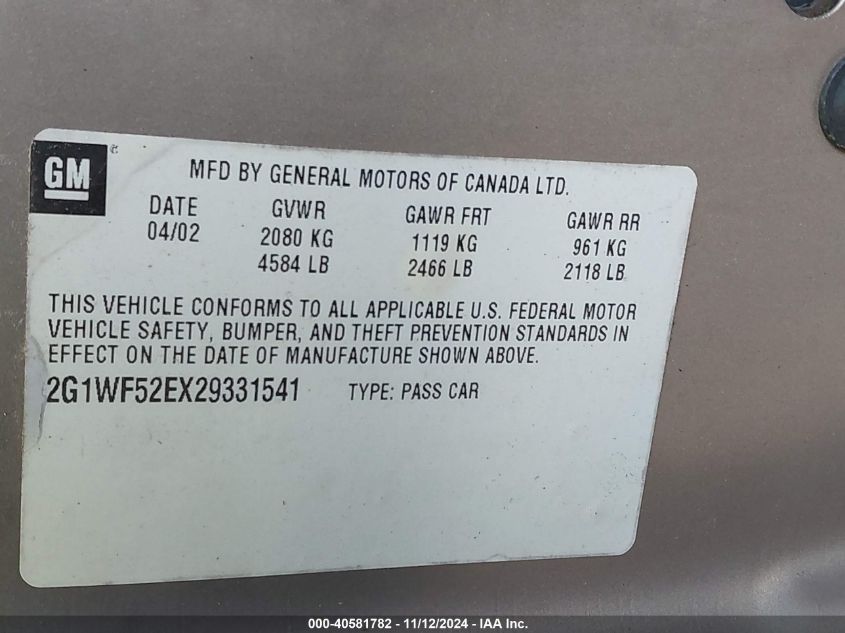 GM
MFD BY GENERAL MOTORS OF CANADA LTD.
DATE GVWR GAWR FRT GAWR RR
04/02 2080 KG 1119 KG 961 KG
4584 LB 2466 LB 2118 LB
THIS VEHICLE CONFORMS TO ALL APPLICABLE U.S. FEDERAL MOTOR
VEHICLE SAFETY, BUMPER, AND THEFT PREVENTION STANDARDS IN
EFFECT ON THE DATE OF MANUFACTURE SHOWN ABOVE.
2G1WF52EX29331541 TYPE: PASS CAR
000-40581782 - 11/12/2024 - IAA Inc.